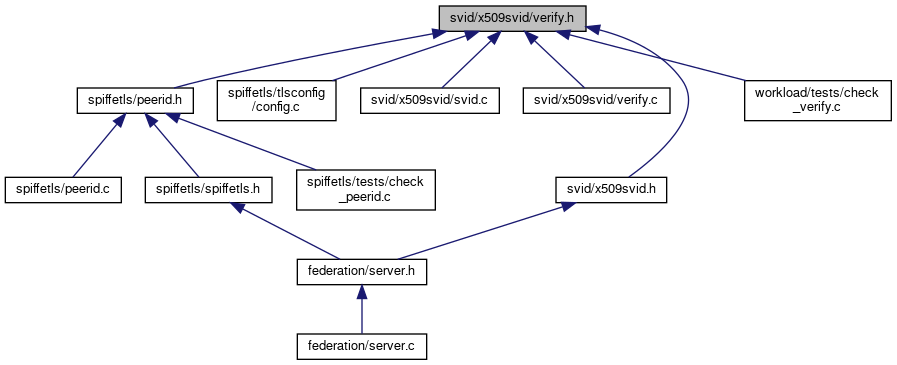 svid/x509svid/verify.h
spiffetls/peerid.h
spiffetls/tlsconfig
/config.c
svid/x509svid/svid.c
svid/x509svid/verify.c
workload/tests/check
_verify.c
spiffetls/peerid.c
spiffetls/spiffetls.h
spiffetls/tests/check
_peerid.c
svid/x509svid.h
federation/server.h
federation/server.c